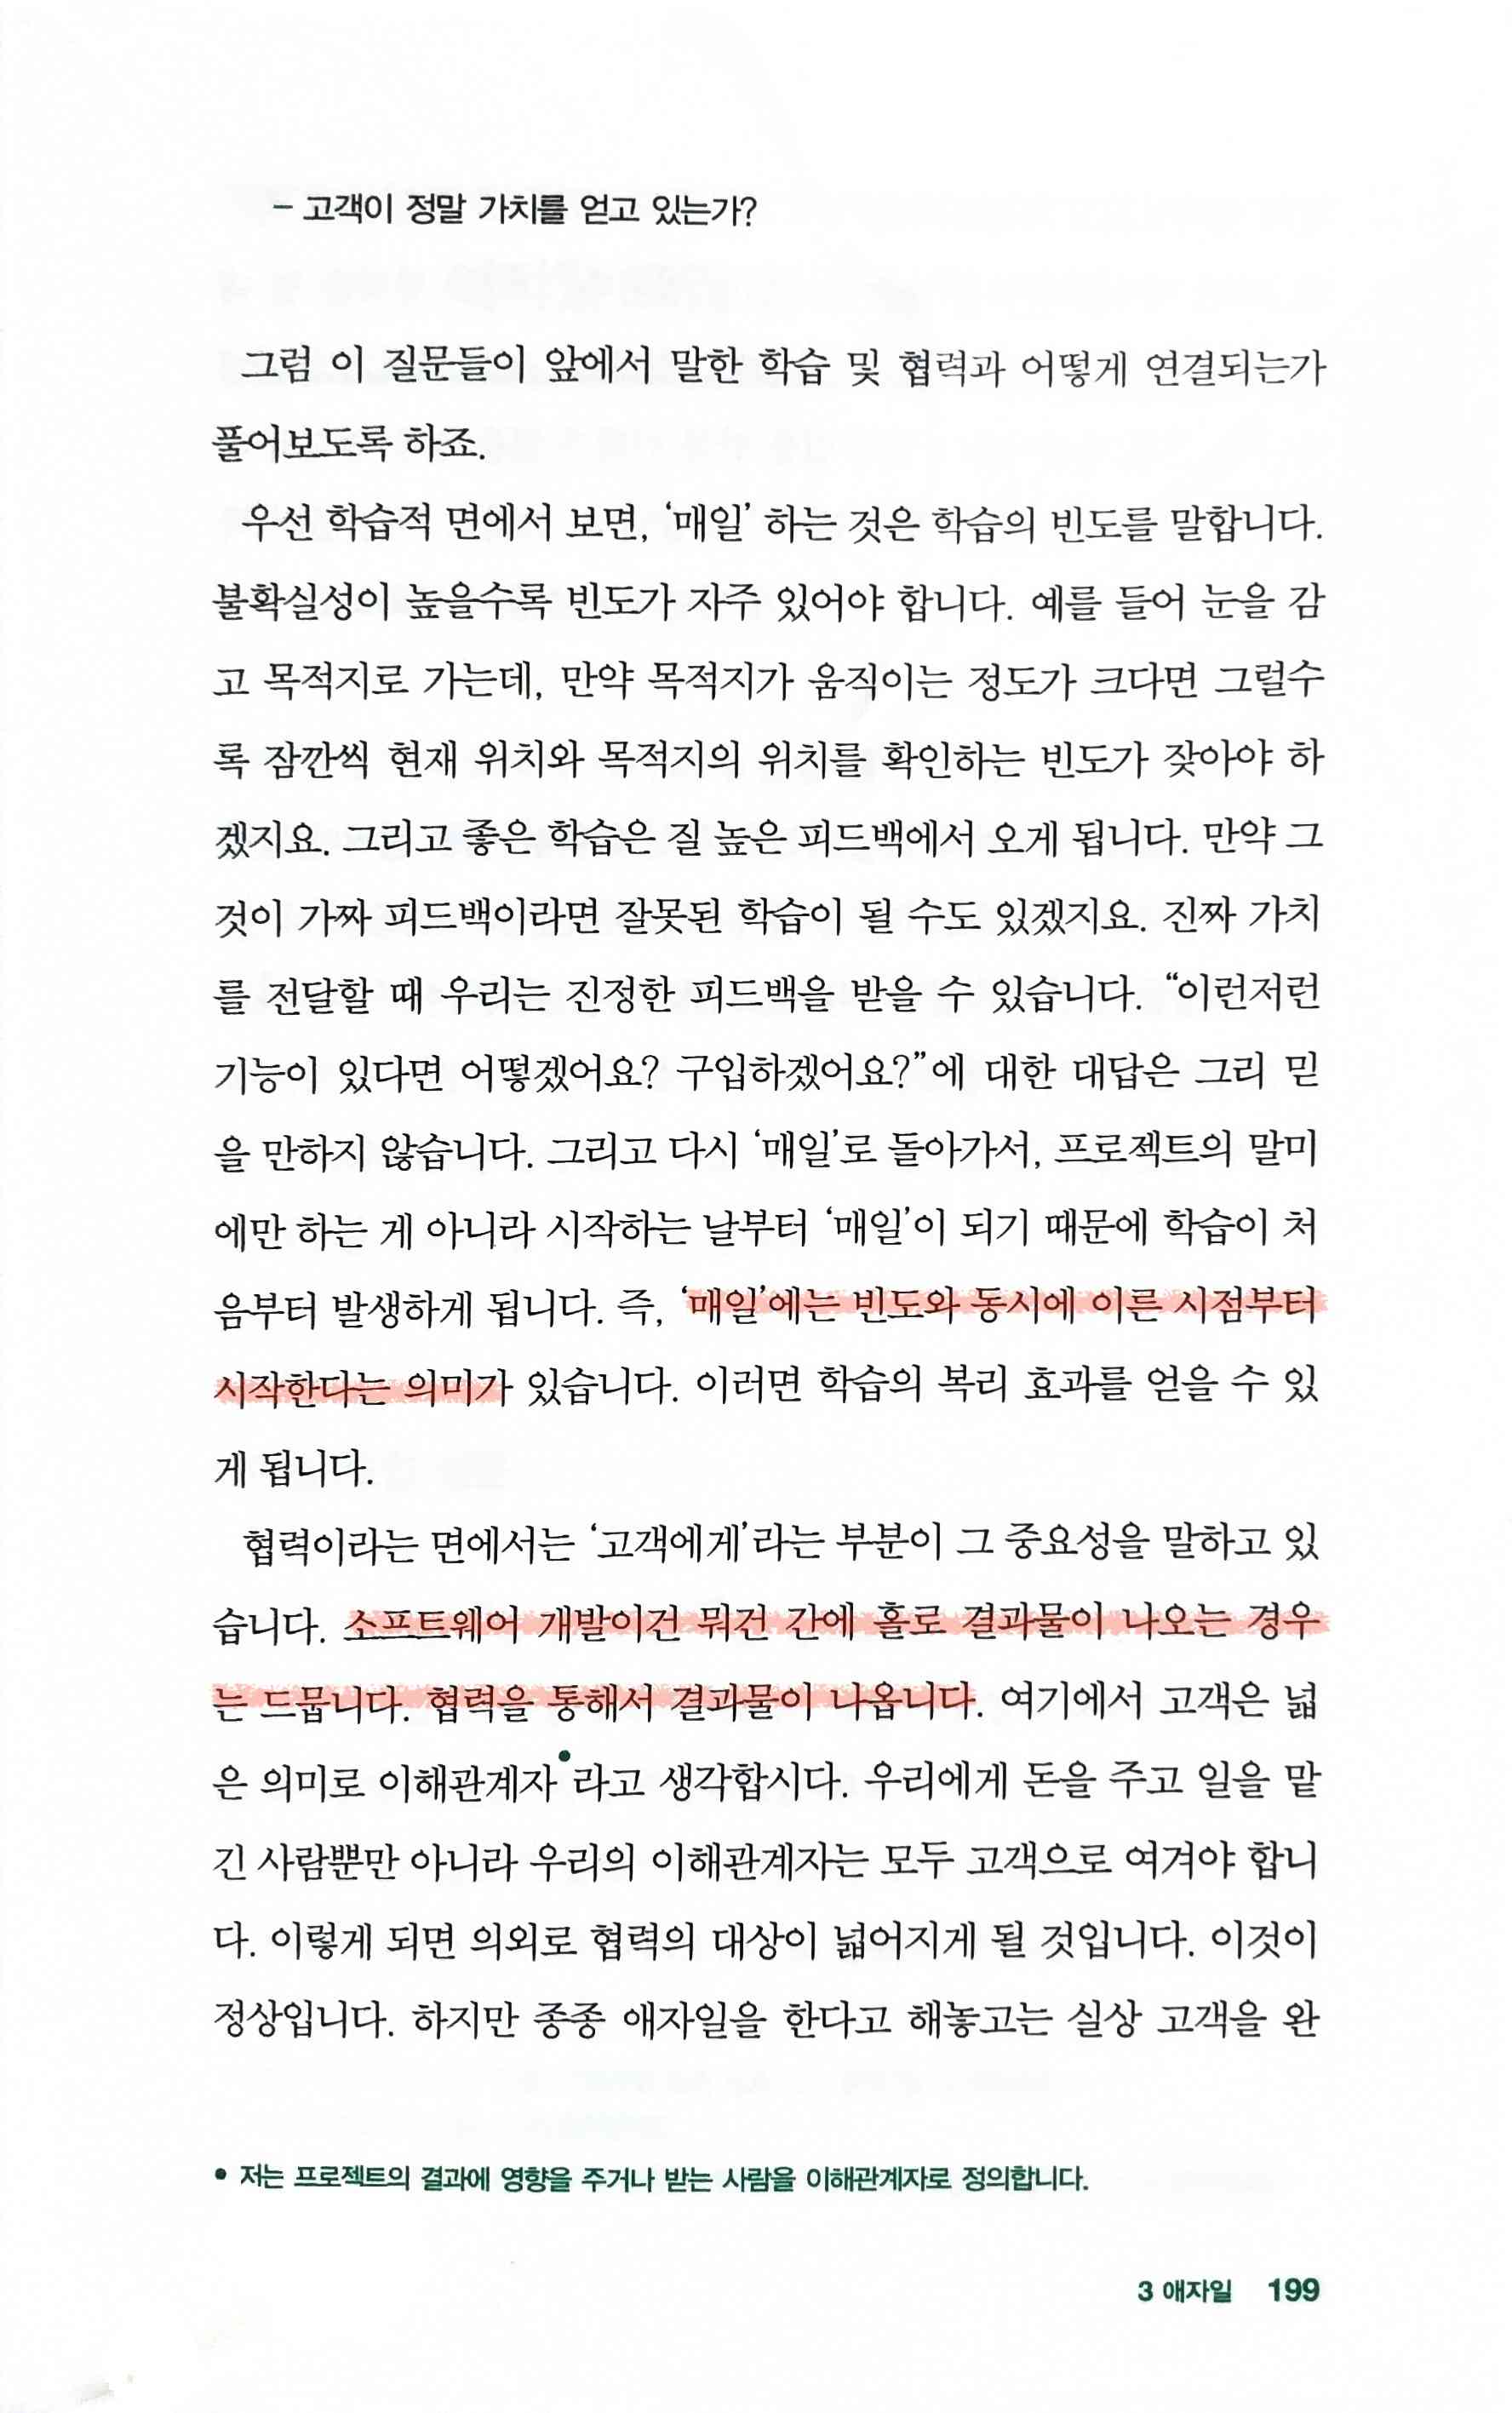 – 고객이 정말 가치를 얻고 있는가?
그럼 이 질문들이 앞에서 말한 학습 및 협력과 어떻게 연결되는가
풀어보도록 하죠.
우선 학습적 면에서 보면, ‘매일’ 하는 것은 학습의 빈도를 말합니다.
불확실성이 높을수록 빈도가 자주 있어야 합니다. 예를 들어 눈을 감
고 목적지로 가는데, 만약 목적지가 움직이는 정도가 크다면 그럴수
록 잠깐씩 현재 위치와 목적지의 위치를 확인하는 빈도가 잦아야 하
겠지요. 그리고 좋은 학습은 질 높은 피드백에서 오게 됩니다. 만약 그
것이 가짜 피드백이라면 잘못된 학습이 될 수도 있겠지요. 진짜 가치
를 전달할 때 우리는 진정한 피드백을 받을 수 있습니다. “이런저런
기능이 있다면 어떻겠어요? 구입하겠어요?”에 대한 대답은 그리 믿
을 만하지 않습니다. 그리고 다시 ‘매일’로 돌아가서, 프로젝트의 말미
에만 하는 게 아니라 시작하는 날부터 ‘매일’이 되기 때문에 학습이 처
음부터 발생하게 됩니다. 즉, ‘매일’에는 빈도와 동시에 이른 시점부터
시작한다는 의미가 있습니다. 이러면 학습의 복리 효과를 얻을 수 있
게 됩니다.
협력이라는 면에서는 ‘고객에게’라는 부분이 그 중요성을 말하고 있
습니다. 소프트웨어 개발이건 뭐건 간에 홀로 결과물이 나오는 경우
는 드뭅니다. 협력을 통해서 결과물이 나옵니다. 여기에서 고객은 넓
은 의미로 이해관계자•라고 생각합시다. 우리에게 돈을 주고 일을 맡
긴 사람뿐만 아니라 우리의 이해관계자는 모두 고객으로 여겨야 합니
다. 이렇게 되면 의외로 협력의 대상이 넓어지게 될 것입니다. 이것이
정상입니다. 하지만 종종 애자일을 한다고 해놓고는 실상 고객을 완
• 저는 프로젝트의 결과에 영향을 주거나 받는 사람을 이해관계자로 정의합니다.
3 애자일 199